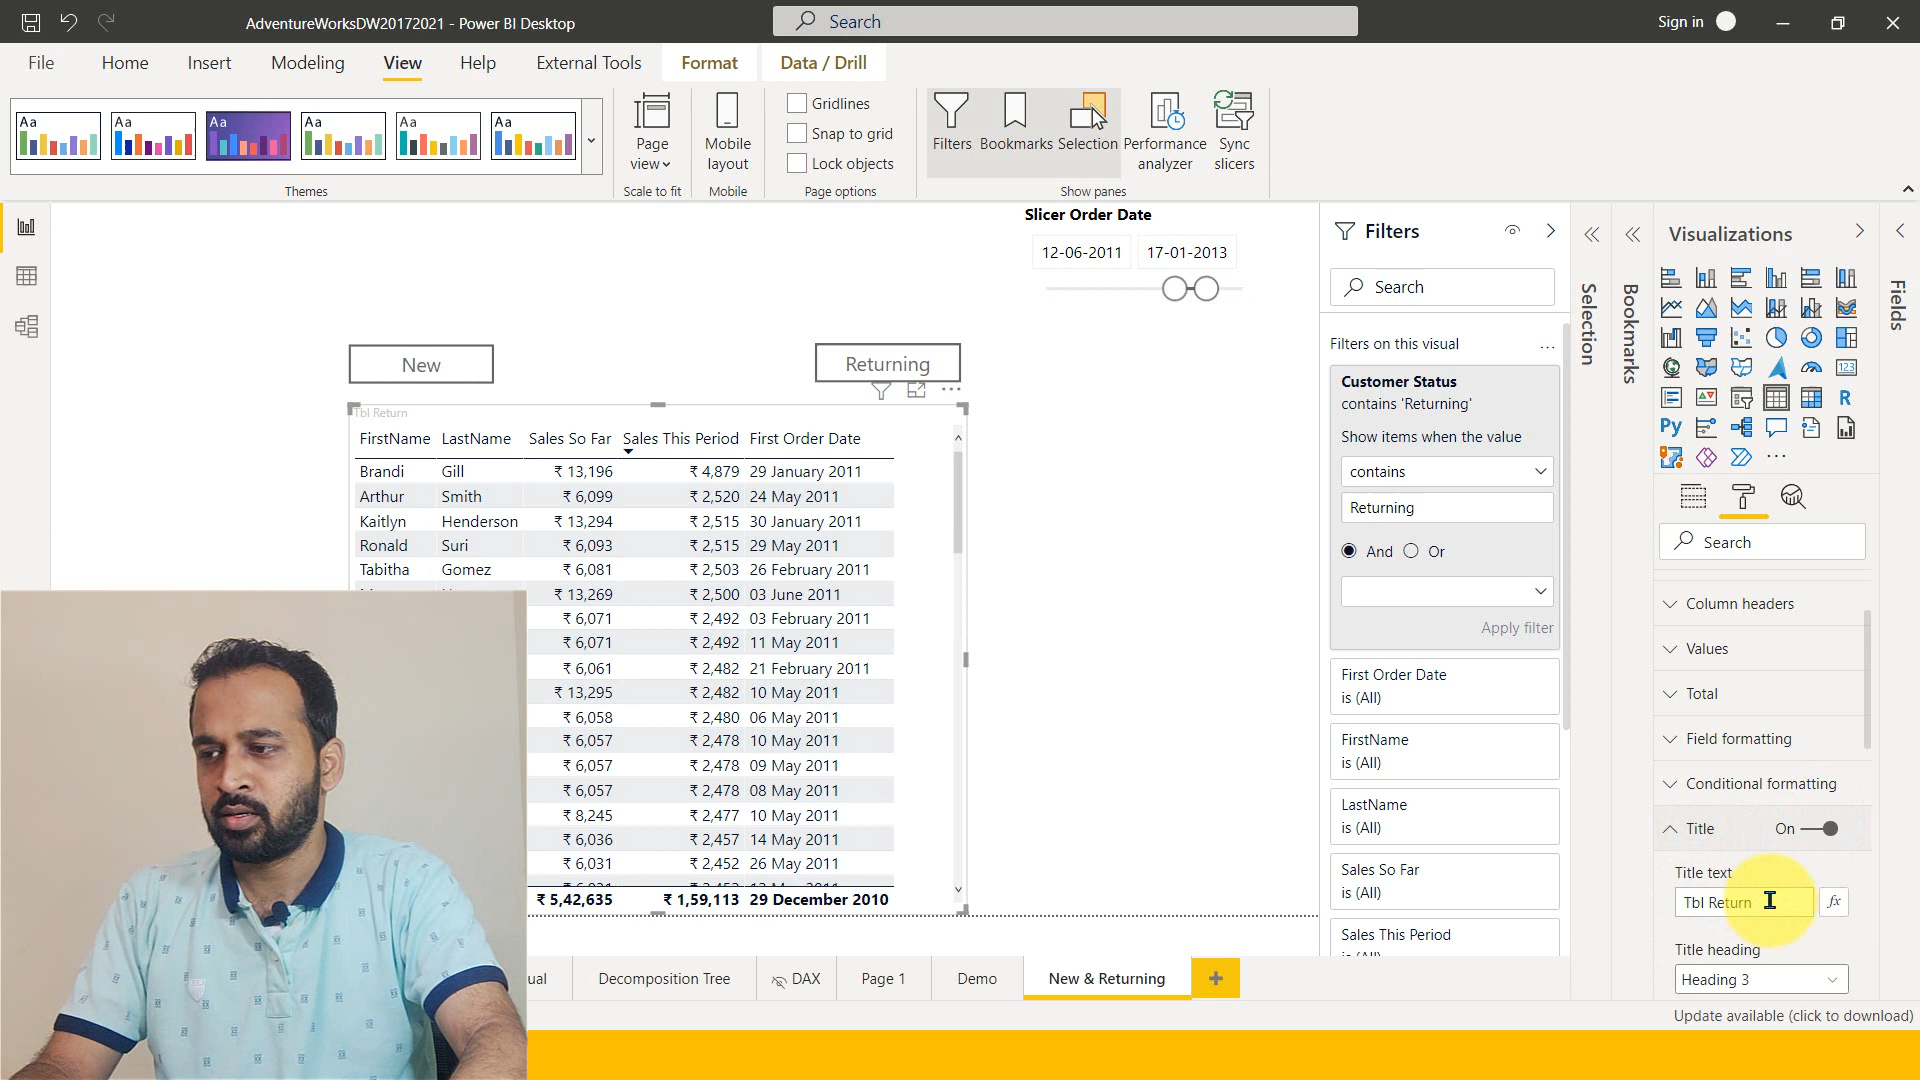 AdventureWorksDW20172021 - Power BI Desktop
Search
Sign in
File Home Insert Modeling View Help External Tools Format Data / Drill
Aa Aa Aa Aa Aa Aa
Page view
Mobile layout
Gridlines
Snap to grid
Lock objects
Filters Bookmarks Selection Performance analyzer Sync slicers
Themes Scale to fit Mobile Page options Show panes
Slicer Order Date
12-06-2011 17-01-2013
New Returning
Tbl Return
FirstName LastName Sales So Far Sales This Period First Order Date
Brandi Gill ₹ 13,196 ₹ 4,879 29 January 2011
Arthur Smith ₹ 6,099 ₹ 2,520 24 May 2011
Kaitlyn Henderson ₹ 13,294 ₹ 2,515 30 January 2011
Ronald Suri ₹ 6,093 ₹ 2,515 29 May 2011
Tabitha Gomez ₹ 6,081 ₹ 2,503 26 February 2011
₹ 13,269 ₹ 2,500 03 June 2011
₹ 6,071 ₹ 2,492 03 February 2011
₹ 6,071 ₹ 2,492 11 May 2011
₹ 6,061 ₹ 2,482 21 February 2011
₹ 13,295 ₹ 2,482 10 May 2011
₹ 6,058 ₹ 2,480 06 May 2011
₹ 6,057 ₹ 2,478 10 May 2011
₹ 6,057 ₹ 2,478 09 May 2011
₹ 6,057 ₹ 2,478 08 May 2011
₹ 8,245 ₹ 2,477 10 May 2011
₹ 6,036 ₹ 2,457 14 May 2011
₹ 6,031 ₹ 2,452 26 May 2011
₹ 5,42,635 ₹ 1,59,113 29 December 2010
Filters
Search
Filters on this visual ...
Customer Status
contains 'Returning'
Show items when the value
contains
Returning
And Or
Apply filter
First Order Date
is (All)
FirstName
is (All)
LastName
is (All)
Sales So Far
is (All)
Sales This Period
Selection
Bookmarks
Visualizations
123
R
Py
...
Search
Column headers
Values
Total
Field formatting
Conditional formatting
Title On
Title text
Tbl Return fx
Title heading
Heading 3
Fields
ual Decomposition Tree DAX Page 1 Demo New & Returning +
Update available (click to download)